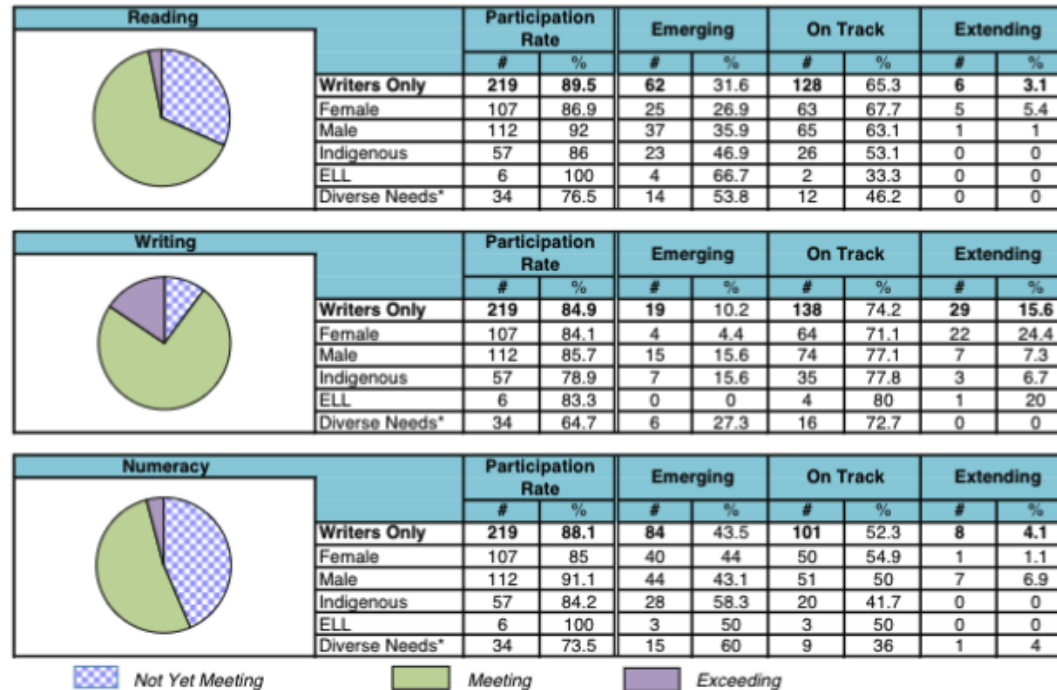 Reading Participation Rate Emerging On Track Extending
# % # % # % # %
Writers Only 219 89.5 62 31.6 128 65.3 6 3.1
Female 107 86.9 25 26.9 63 67.7 5 5.4
Male 112 92 37 35.9 65 63.1 1 1
Indigenous 57 86 23 46.9 26 53.1 0 0
ELL 6 100 4 66.7 2 33.3 0 0
Diverse Needs* 34 76.5 14 53.8 12 46.2 0 0
Writing Participation Rate Emerging On Track Extending
# % # % # % # %
Writers Only 219 84.9 19 10.2 138 74.2 29 15.6
Female 107 84.1 4 4.4 64 71.1 22 24.4
Male 112 85.7 15 15.6 74 77.1 7 7.3
Indigenous 57 78.9 7 15.6 35 77.8 3 6.7
ELL 6 83.3 0 0 4 80 1 20
Diverse Needs* 34 64.7 6 27.3 16 72.7 0 0
Numeracy Participation Rate Emerging On Track Extending
# % # % # % # %
Writers Only 219 88.1 84 43.5 101 52.3 8 4.1
Female 107 85 40 44 50 54.9 1 1.1
Male 112 91.1 44 43.1 51 50 7 6.9
Indigenous 57 84.2 28 58.3 20 41.7 0 0
ELL 6 100 3 50 3 50 0 0
Diverse Needs* 34 73.5 15 60 9 36 1 4
Not Yet Meeting Meeting Exceeding